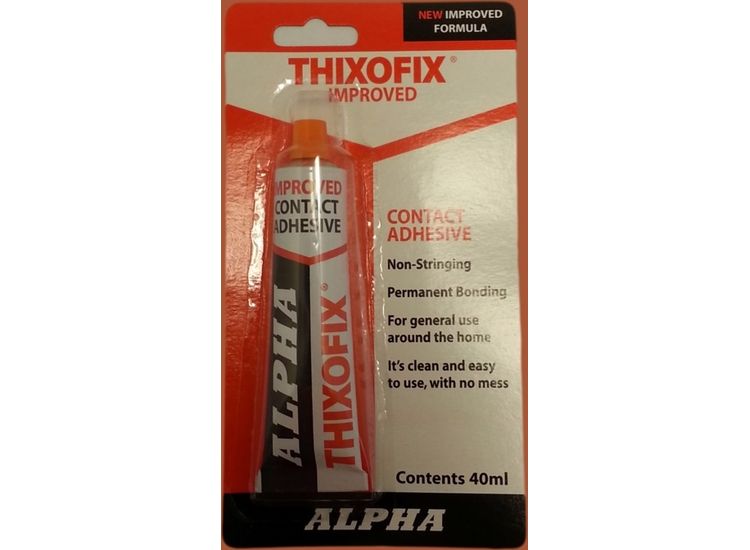 NEW IMPROVED
FORMULA
THIXOFIX®
IMPROVED
IMPROVED
CONTACT
ADHESIVE
ALPHA
THIXOFIX®
CONTACT
ADHESIVE
Non-Stringing
Permanent Bonding
For general use
around the home
It's clean and easy
to use, with no mess
Contents 40ml
ALPHA